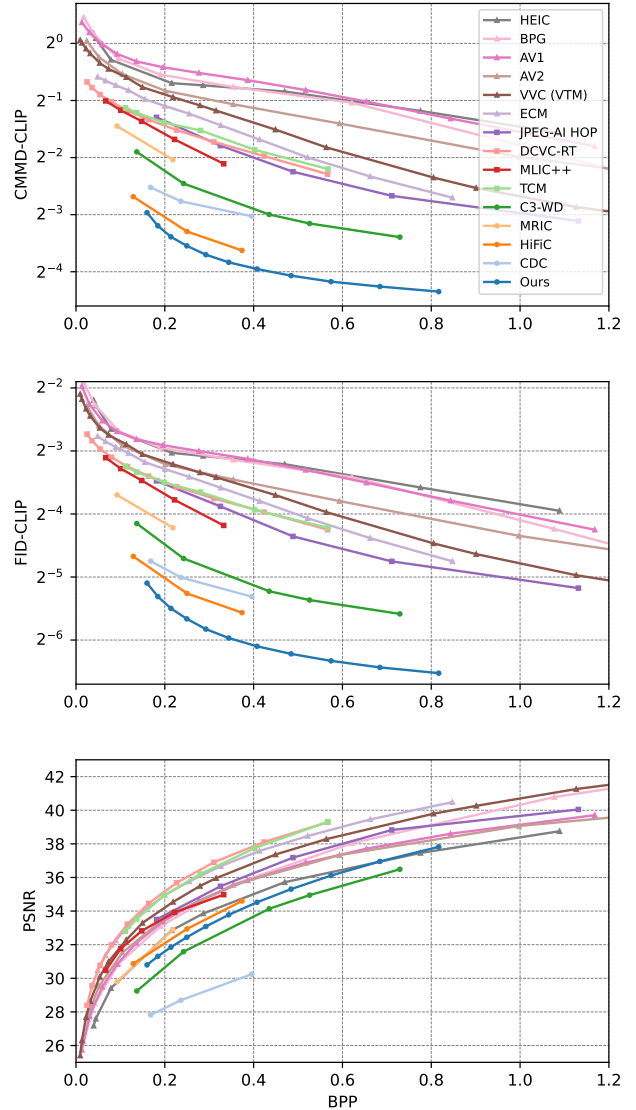 2⁰
2⁻¹
2⁻²
2⁻³
2⁻⁴
CMMD-CLIP
0.0 0.2 0.4 0.6 0.8 1.0 1.2
HEIC
BPG
AV1
AV2
VVC (VTM)
ECM
JPEG-AI HOP
DCVC-RT
MLIC++
TCM
C3-WD
MRIC
HiFiC
CDC
Ours
2⁻²
2⁻³
2⁻⁴
2⁻⁵
2⁻⁶
FID-CLIP
0.0 0.2 0.4 0.6 0.8 1.0 1.2
42
40
38
36
34
32
30
28
26
PSNR
0.0 0.2 0.4 0.6 0.8 1.0 1.2
BPP